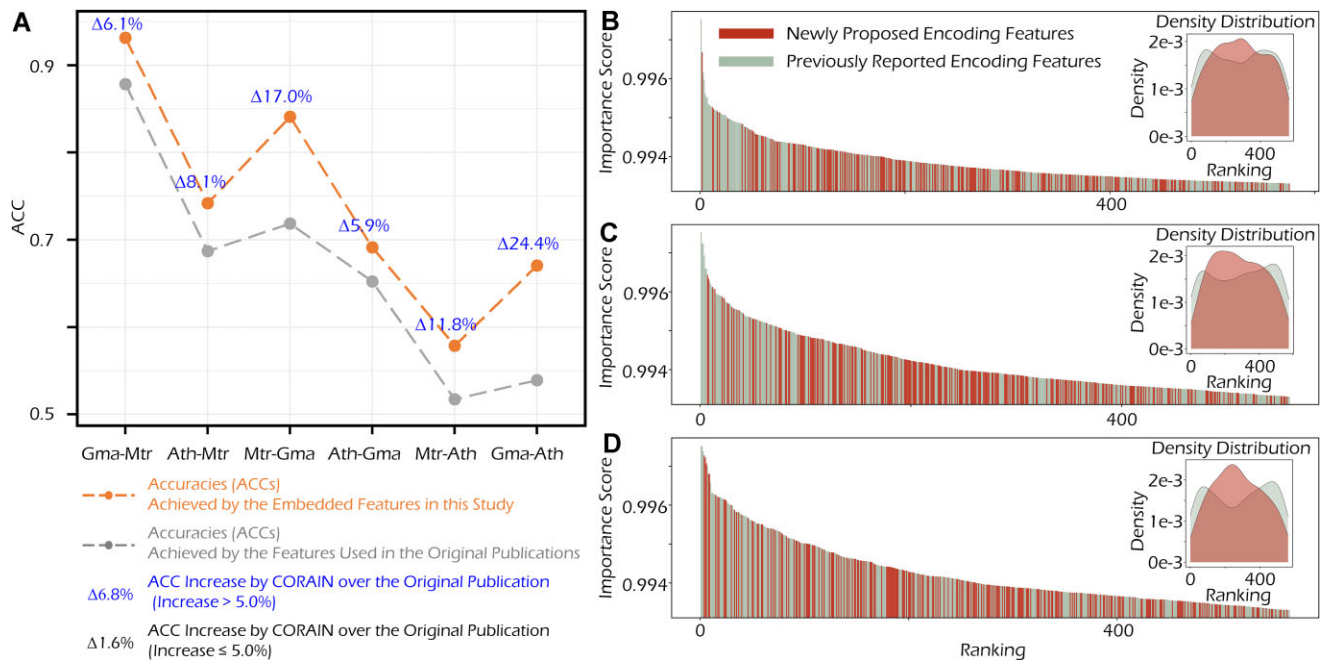 A
ACC
0.9
0.7
0.5
Δ6.1%
Δ8.1%
Δ17.0%
Δ5.9%
Δ11.8%
Δ24.4%
Gma-Mtr Ath-Mtr Mtr-Gma Ath-Gma Mtr-Ath Gma-Ath
Accuracies (ACCs)
Achieved by the Embedded Features in this Study
Accuracies (ACCs)
Achieved by the Features Used in the Original Publications
Δ6.8% ACC Increase by CORAIN over the Original Publication
(Increase > 5.0%)
Δ1.6% ACC Increase by CORAIN over the Original Publication
(Increase ≤ 5.0%)
B
Importance Score
0.996
0.994
Newly Proposed Encoding Features
Previously Reported Encoding Features
0 400
Density Distribution
Density
2e-3
1e-3
0e-3
0 400
Ranking
C
Importance Score
0.996
0.994
0 400
Density Distribution
Density
2e-3
1e-3
0e-3
0 400
Ranking
D
Importance Score
0.996
0.994
0 400
Ranking
Density Distribution
Density
2e-3
1e-3
0e-3
0 400
Ranking